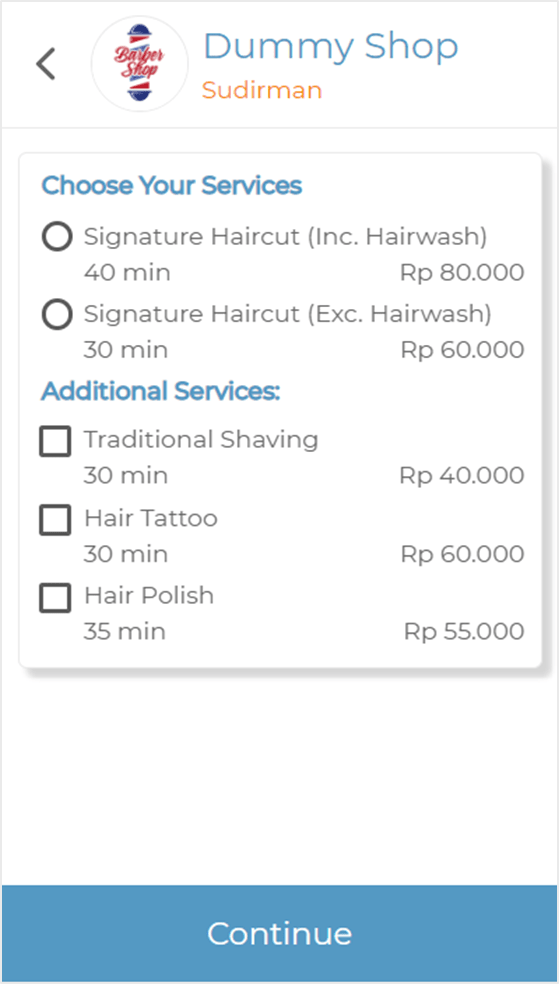 Barber
Shop
Dummy Shop
Sudirman
Choose Your Services
Signature Haircut (Inc. Hairwash)
40 min Rp 80.000
Signature Haircut (Exc. Hairwash)
30 min Rp 60.000
Additional Services:
Traditional Shaving
30 min Rp 40.000
Hair Tattoo
30 min Rp 60.000
Hair Polish
35 min Rp 55.000
Continue